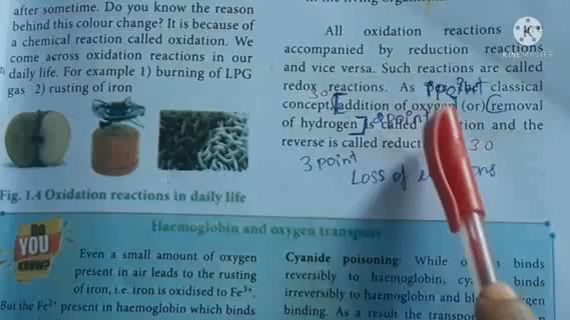 after sometime. Do you know the reason
behind this colour change? It is because of
a chemical reaction called oxidation. We
come across oxidation reactions in our
daily life. For example 1) burning of LPG
gas 2) rusting of iron
Fig. 1.4 Oxidation reactions in daily life
All oxidation reactions
accompanied by reduction reactions
and vice versa. Such reactions are called
redox reactions. As classical
concept, [addition of oxygen (or) (removal
of hydrogen] is called and the
reverse is called 30
3 point
Loss of
Haemoglobin and oxygen transport
DO
YOU
KNOW?
Even a small amount of oxygen
present in air leads to the rusting
of iron, i.e. iron is oxidised to Fe³⁺.
But the Fe²⁺ present in haemoglobin which binds
Cyanide poisoning: While binds
reversibly to haemoglobin, binds
irreversibly to haemoglobin and
binding. As a result the transport